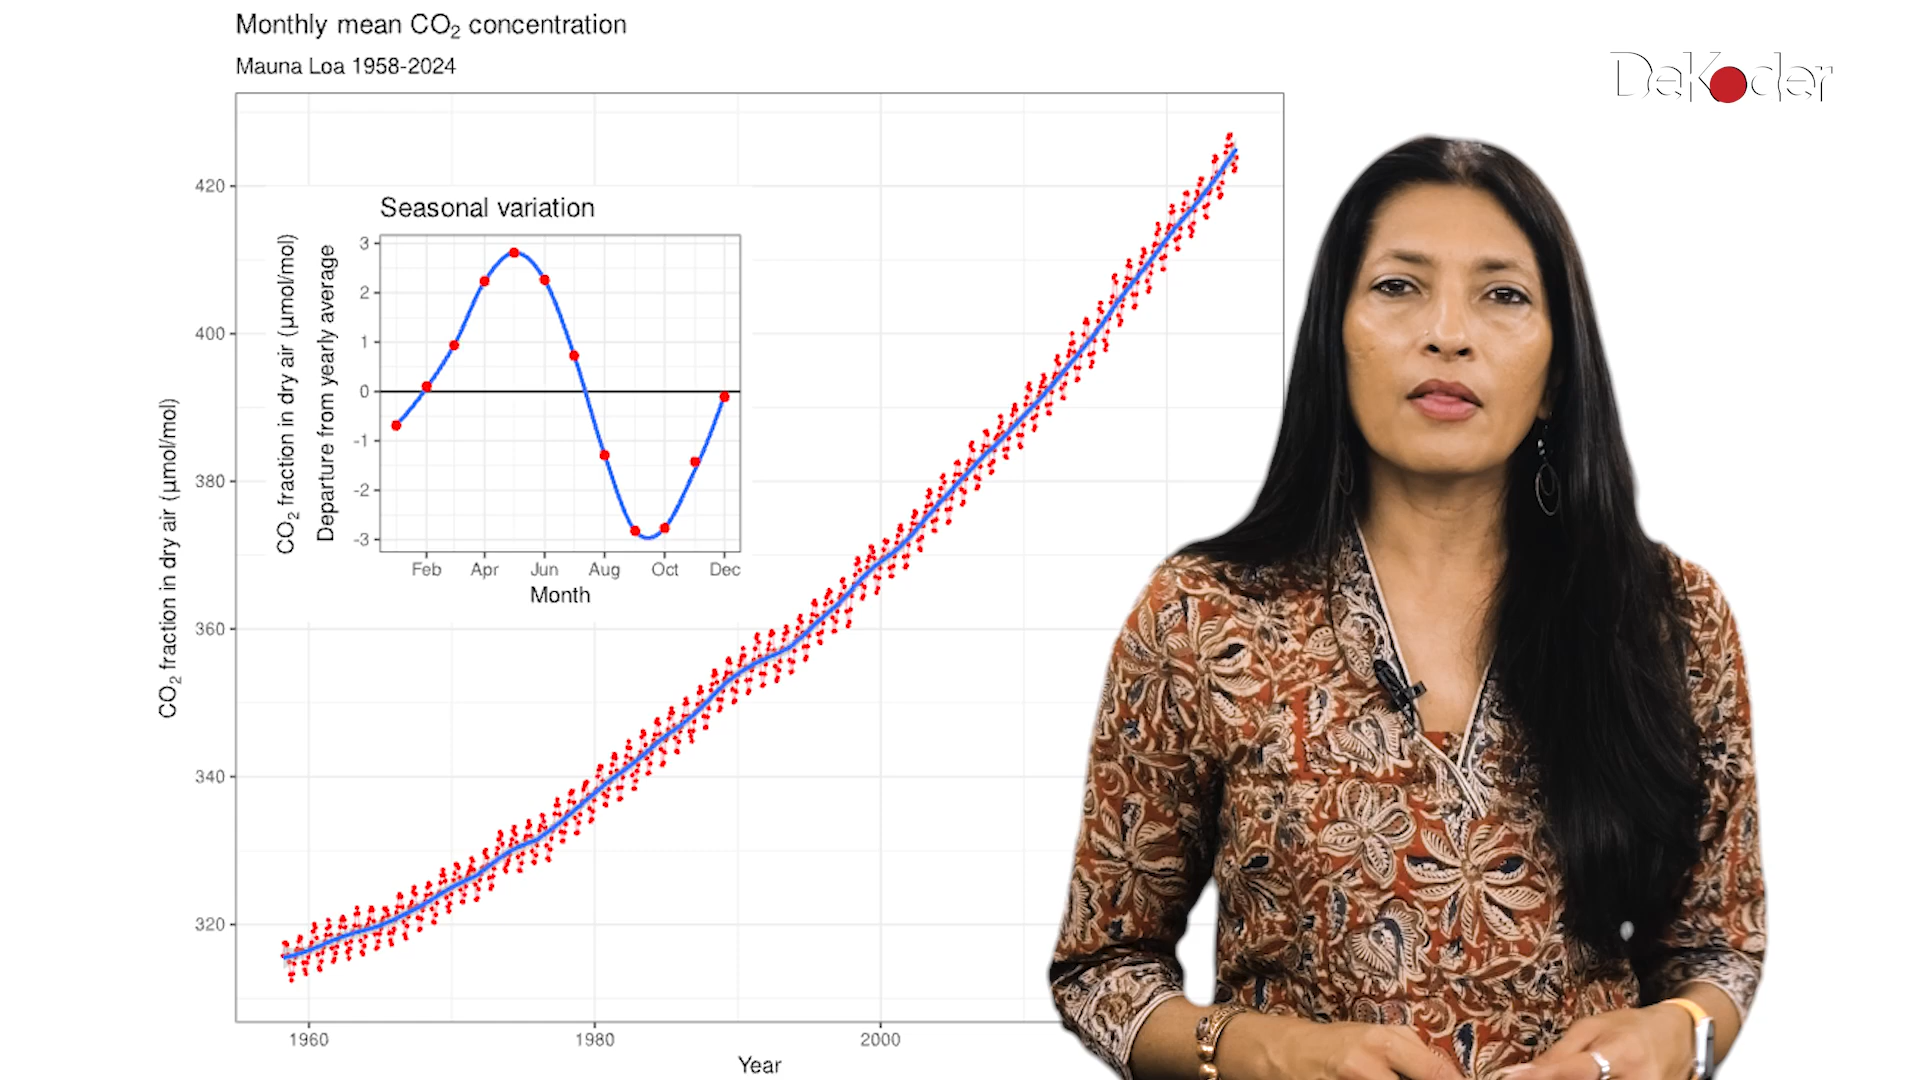 Monthly mean CO₂ concentration
Mauna Loa 1958-2024
DeKoder
420
400
380
360
340
320
CO₂ fraction in dry air (μmol/mol)
1960
1980
2000
Year
Seasonal variation
CO₂ fraction in dry air (μmol/mol)
Departure from yearly average
3
2
1
0
-1
-2
-3
Feb
Apr
Jun
Aug
Oct
Dec
Month